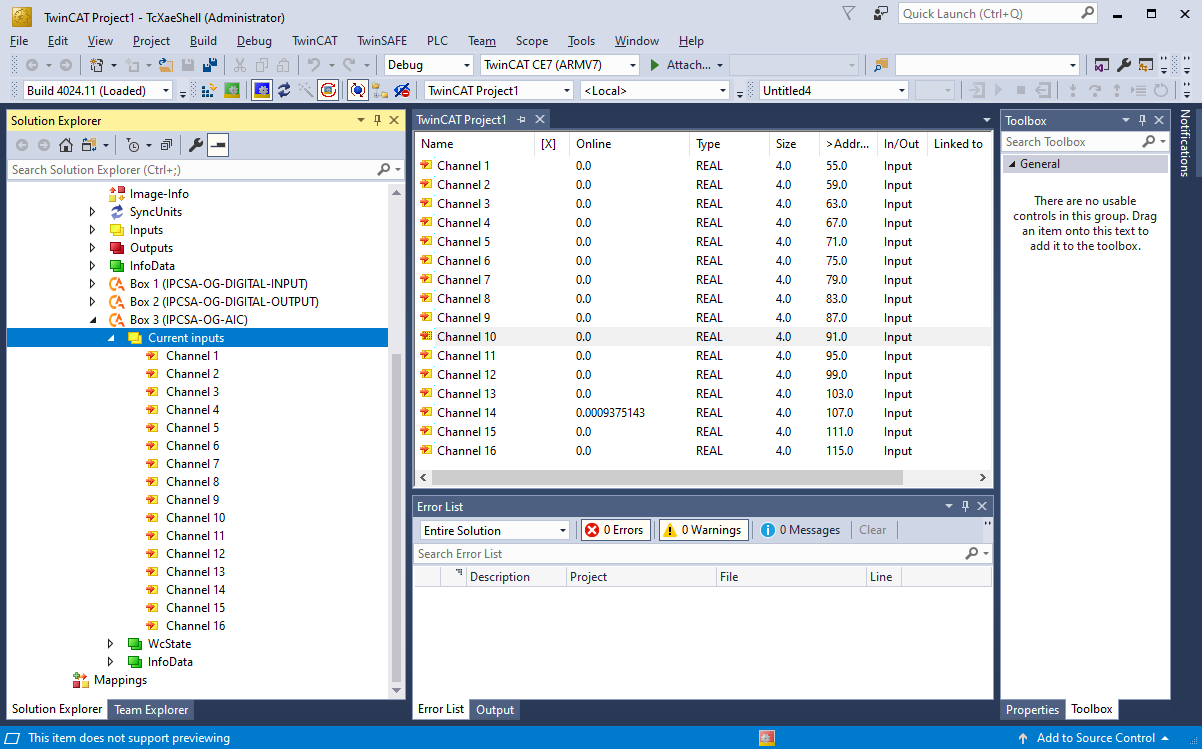 TwinCAT Project1 - TcXaeShell (Administrator)
Quick Launch (Ctrl+Q)
File Edit View Project Build Debug TwinCAT TwinSAFE PLC Team Scope Tools Window Help
Debug TwinCAT CE7 (ARMV7) Attach...
Build 4024.11 (Loaded) TwinCAT Project1 <Local> Untitled4
Solution Explorer
Search Solution Explorer (Ctrl+;)
Image-Info
SyncUnits
Inputs
Outputs
InfoData
Box 1 (IPCSA-OG-DIGITAL-INPUT)
Box 2 (IPCSA-OG-DIGITAL-OUTPUT)
Box 3 (IPCSA-OG-AIC)
Current inputs
Channel 1
Channel 2
Channel 3
Channel 4
Channel 5
Channel 6
Channel 7
Channel 8
Channel 9
Channel 10
Channel 11
Channel 12
Channel 13
Channel 14
Channel 15
Channel 16
WcState
InfoData
Mappings
Solution Explorer Team Explorer
TwinCAT Project1
Name [X] Online Type Size >Addr... In/Out Linked to
Channel 1 0.0 REAL 4.0 55.0 Input
Channel 2 0.0 REAL 4.0 59.0 Input
Channel 3 0.0 REAL 4.0 63.0 Input
Channel 4 0.0 REAL 4.0 67.0 Input
Channel 5 0.0 REAL 4.0 71.0 Input
Channel 6 0.0 REAL 4.0 75.0 Input
Channel 7 0.0 REAL 4.0 79.0 Input
Channel 8 0.0 REAL 4.0 83.0 Input
Channel 9 0.0 REAL 4.0 87.0 Input
Channel 10 0.0 REAL 4.0 91.0 Input
Channel 11 0.0 REAL 4.0 95.0 Input
Channel 12 0.0 REAL 4.0 99.0 Input
Channel 13 0.0 REAL 4.0 103.0 Input
Channel 14 0.0009375143 REAL 4.0 107.0 Input
Channel 15 0.0 REAL 4.0 111.0 Input
Channel 16 0.0 REAL 4.0 115.0 Input
Error List
Entire Solution 0 Errors 0 Warnings 0 Messages Clear
Search Error List
Description Project File Line
Error List Output
Toolbox
Search Toolbox
General
There are no usable
controls in this group. Drag
an item onto this text to
add it to the toolbox.
Properties Toolbox
Notifications
This item does not support previewing
Add to Source Control